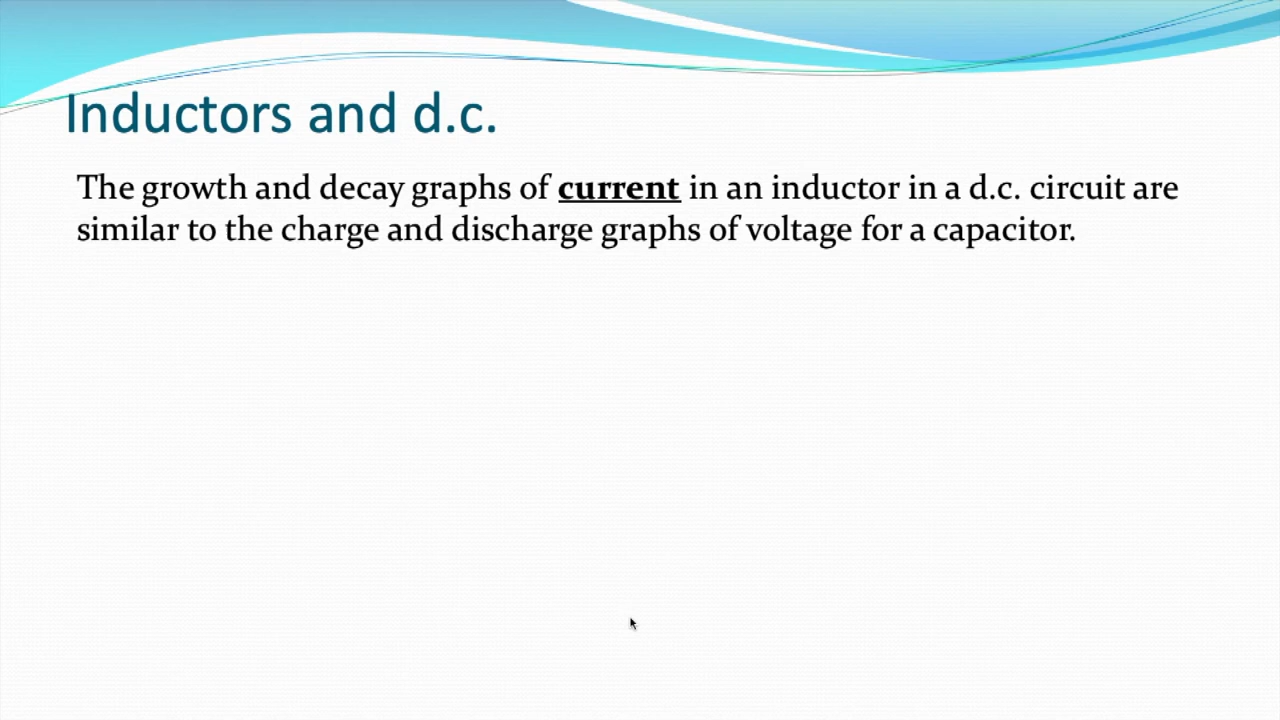 Inductors and d.c.
The growth and decay graphs of current in an inductor in a d.c. circuit are
similar to the charge and discharge graphs of voltage for a capacitor.